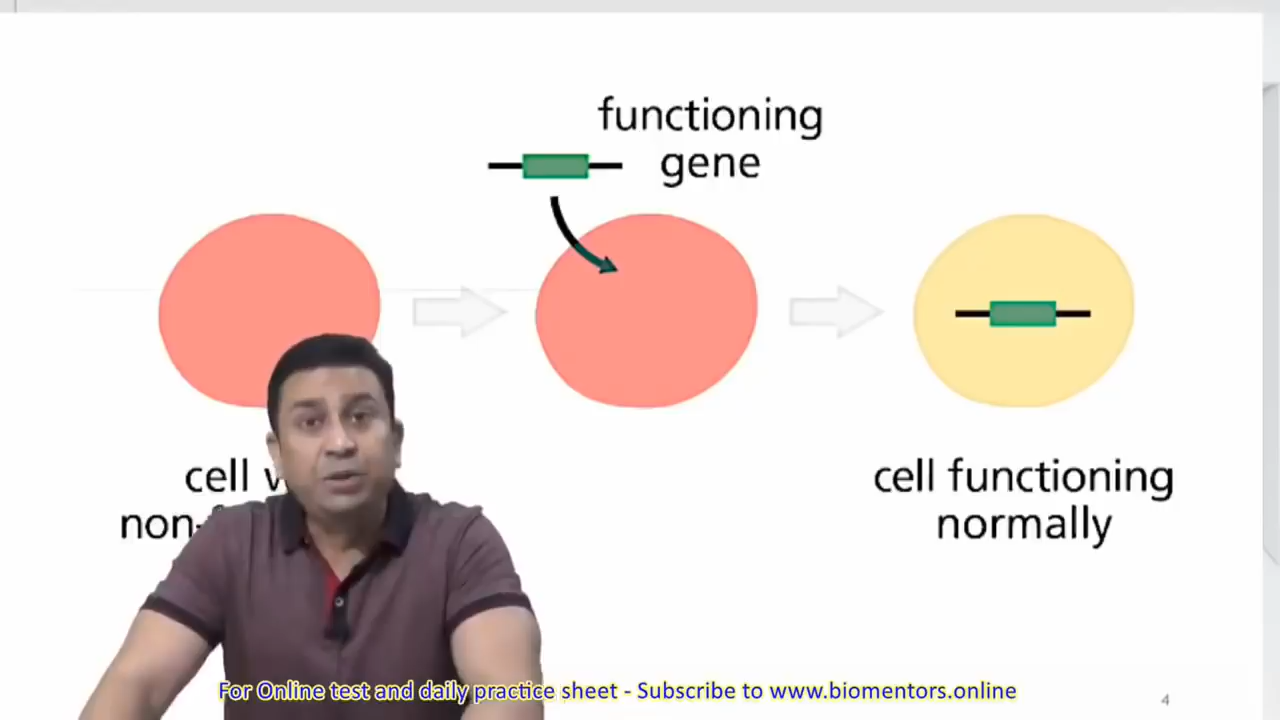 functioning
gene
cell
non-
cell functioning
normally
For Online test and daily practice sheet - Subscribe to www.biomentors.online
4